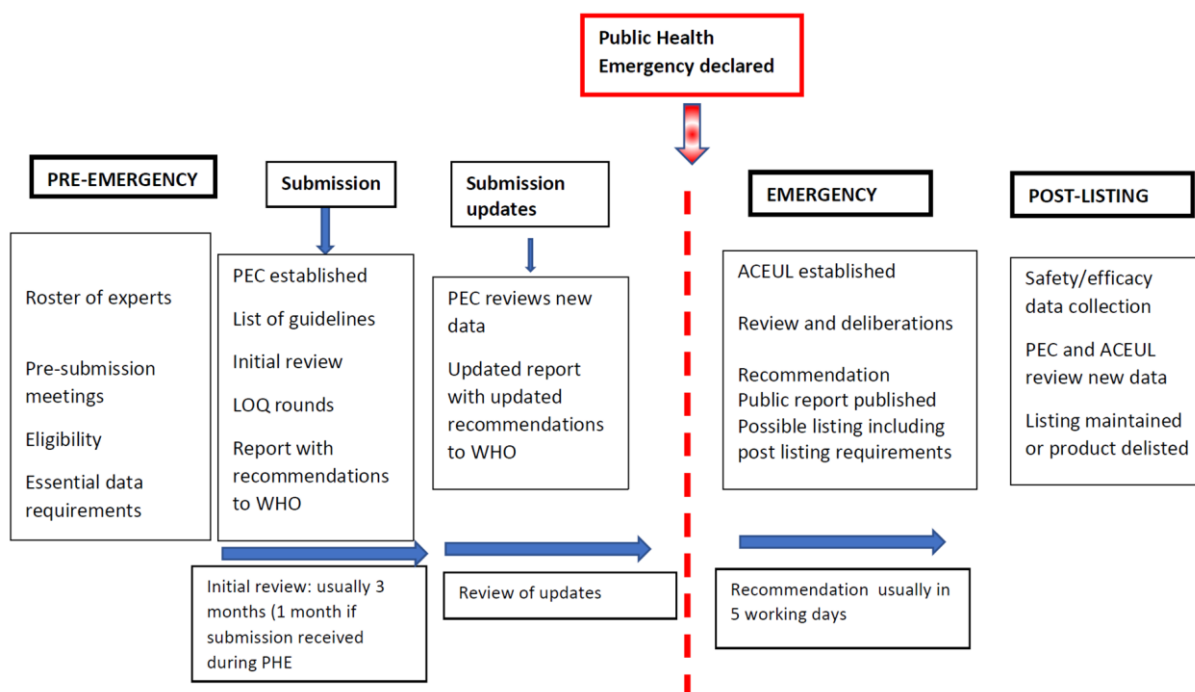 Public Health
Emergency declared
PRE-EMERGENCY
Roster of experts
Pre-submission
meetings
Eligibility
Essential data
requirements
Submission
PEC established
List of guidelines
Initial review
LOQ rounds
Report with
recommendations
to WHO
Initial review: usually 3
months (1 month if
submission received
during PHE
Submission
updates
PEC reviews new
data
Updated report
with updated
recommendations
to WHO
Review of updates
EMERGENCY
ACEUL established
Review and deliberations
Recommendation
Public report published
Possible listing including
post listing requirements
Recommendation usually in
5 working days
POST-LISTING
Safety/efficacy
data collection
PEC and ACEUL
review new data
Listing maintained
or product delisted